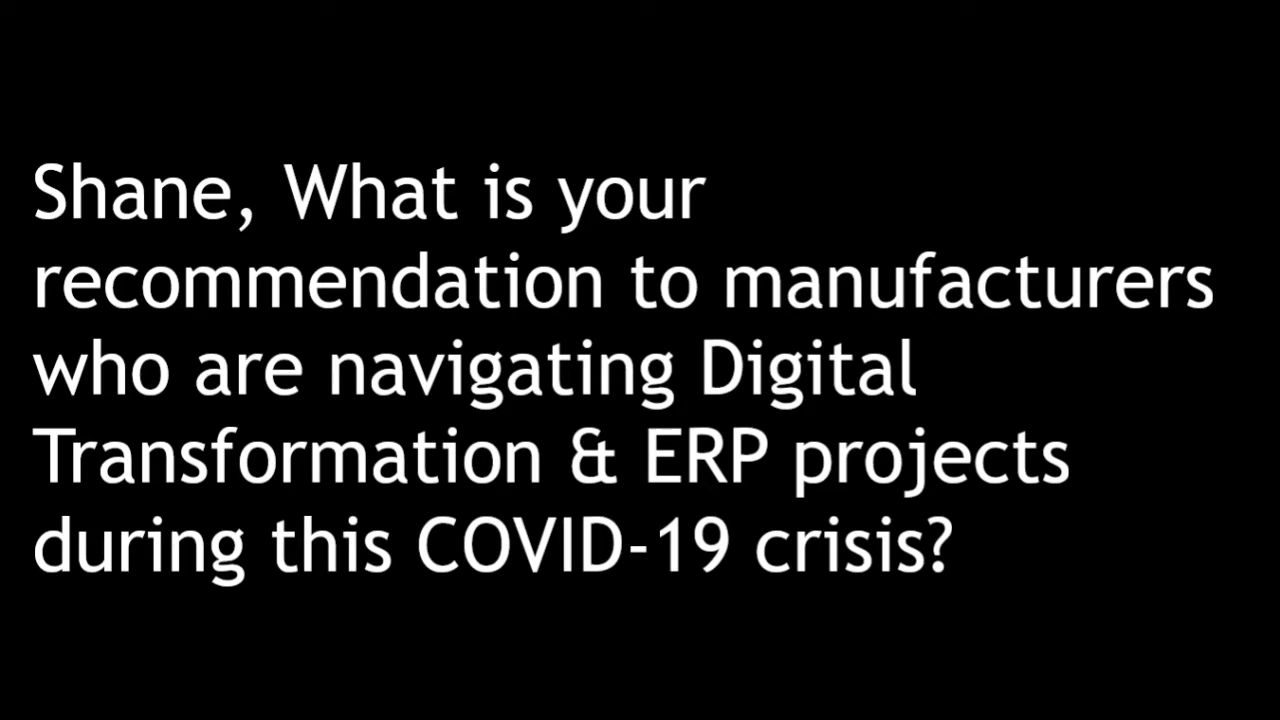 Shane, What is your
recommendation to manufacturers
who are navigating Digital
Transformation & ERP projects
during this COVID-19 crisis?